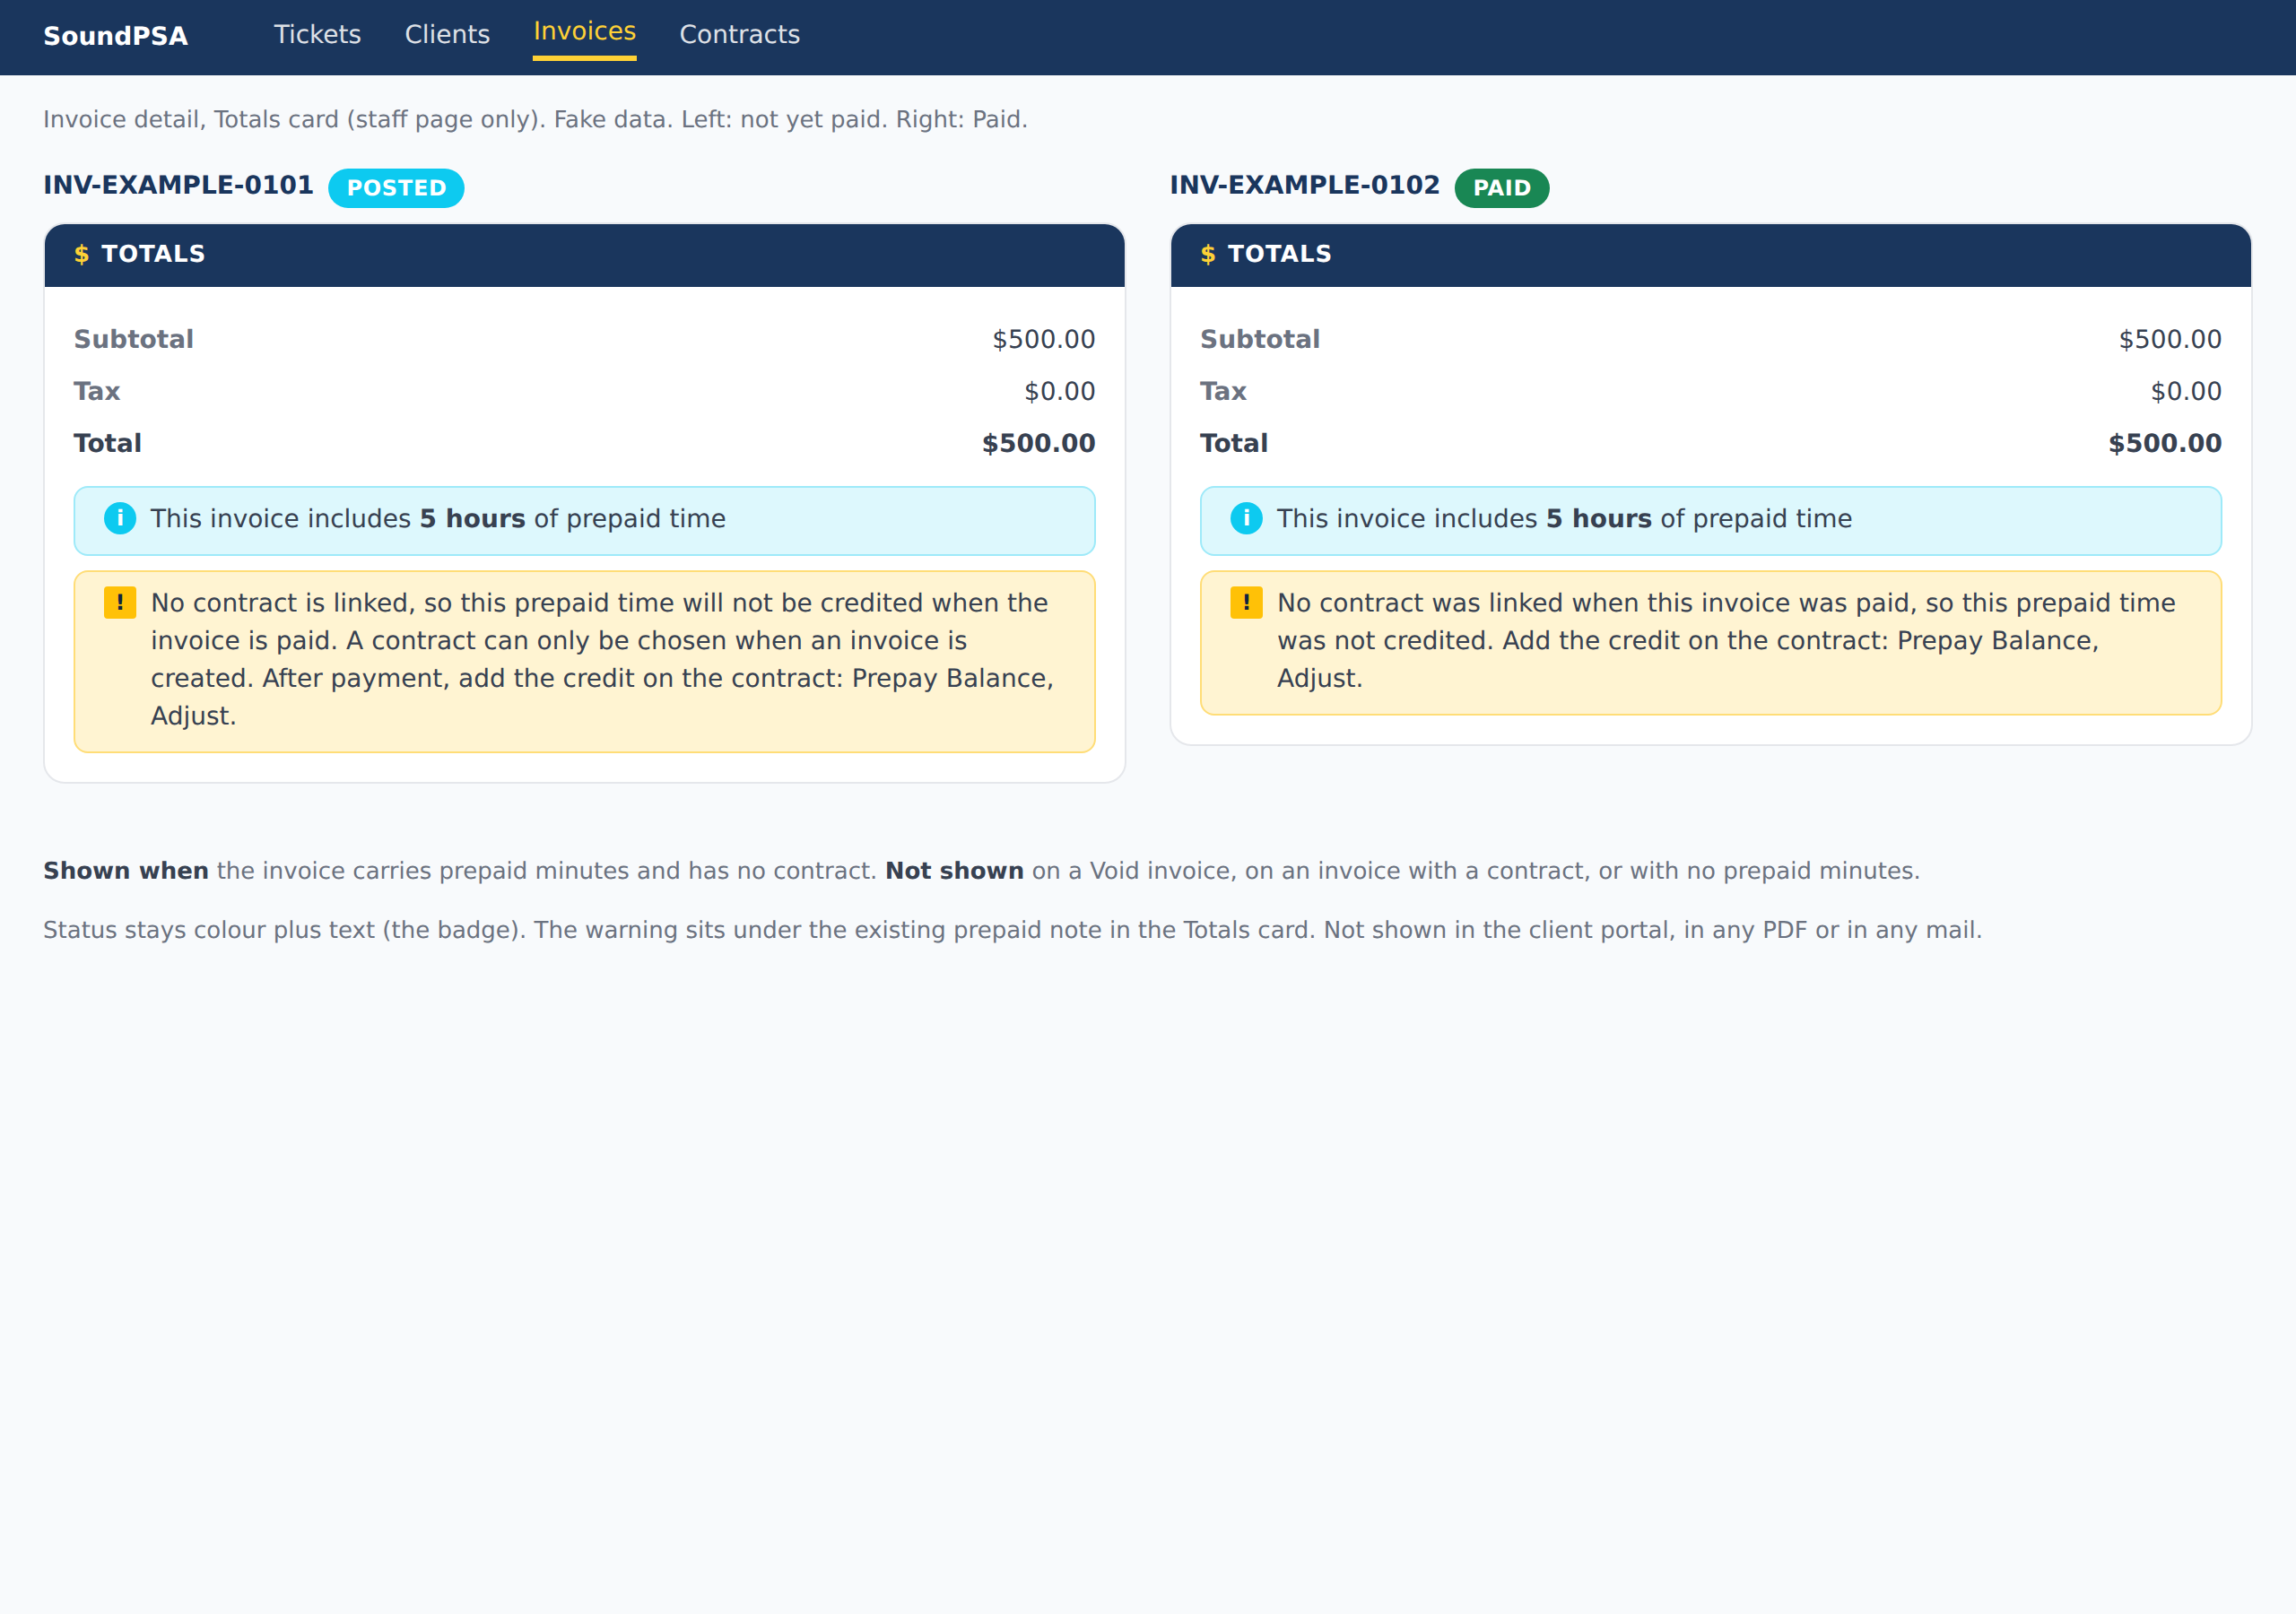 SoundPSA Tickets Clients Invoices Contracts
Invoice detail, Totals card (staff page only). Fake data. Left: not yet paid. Right: Paid.
INV-EXAMPLE-0101 POSTED
$ TOTALS
Subtotal $500.00
Tax $0.00
Total $500.00
i This invoice includes 5 hours of prepaid time
! No contract is linked, so this prepaid time will not be credited when the
invoice is paid. A contract can only be chosen when an invoice is
created. After payment, add the credit on the contract: Prepay Balance,
Adjust.
INV-EXAMPLE-0102 PAID
$ TOTALS
Subtotal $500.00
Tax $0.00
Total $500.00
i This invoice includes 5 hours of prepaid time
! No contract was linked when this invoice was paid, so this prepaid time
was not credited. Add the credit on the contract: Prepay Balance,
Adjust.
Shown when the invoice carries prepaid minutes and has no contract. Not shown on a Void invoice, on an invoice with a contract, or with no prepaid minutes.
Status stays colour plus text (the badge). The warning sits under the existing prepaid note in the Totals card. Not shown in the client portal, in any PDF or in any mail.